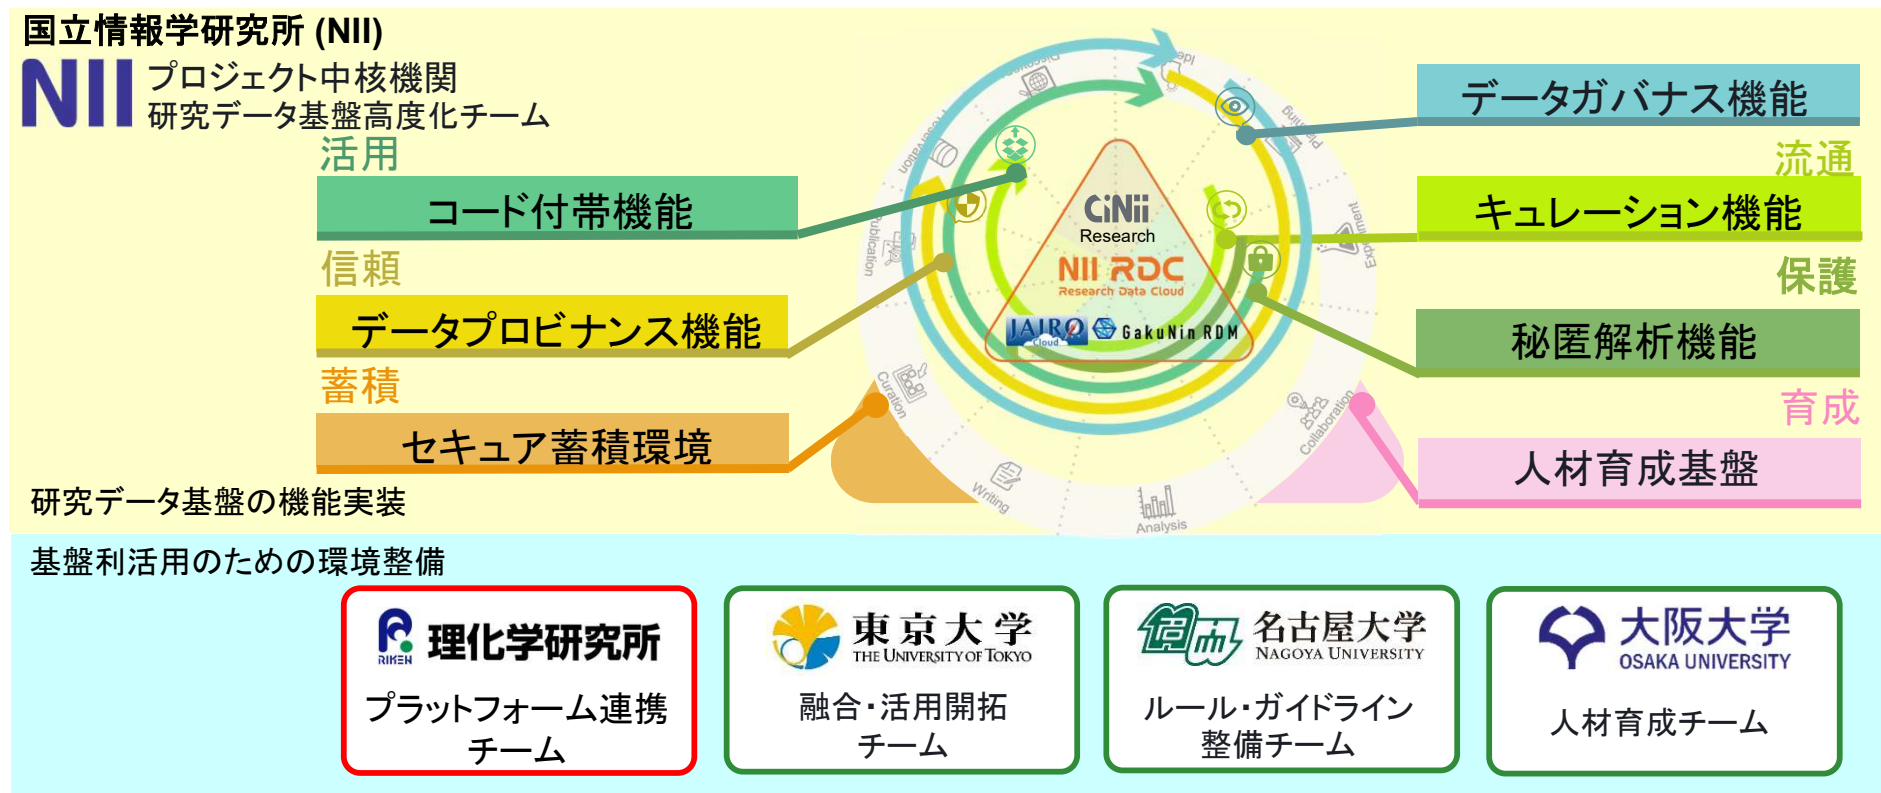 国立情報学研究所 (NII)
NII
プロジェクト中核機関
研究データ基盤高度化チーム
活用
コード付帯機能
信頼
データプロビナンス機能
蓄積
セキュア蓄積環境
研究データ基盤の機能実装
Planning
Experiment
Collaboration
Analysis
Writing
Curation
Publication
CiNii
Research
NII RDC
Research Data Cloud
JAIRO
Cloud
GakuNin RDM
データガバナス機能
流通
キュレーション機能
保護
秘匿解析機能
育成
人材育成基盤
基盤利活用のための環境整備
RIKEN
理化学研究所
プラットフォーム連携
チーム
東京大学
THE UNIVERSITY OF TOKYO
融合・活用開拓
チーム
名大
名古屋大学
NAGOYA UNIVERSITY
ルール・ガイドライン
整備チーム
大阪大学
OSAKA UNIVERSITY
人材育成チーム